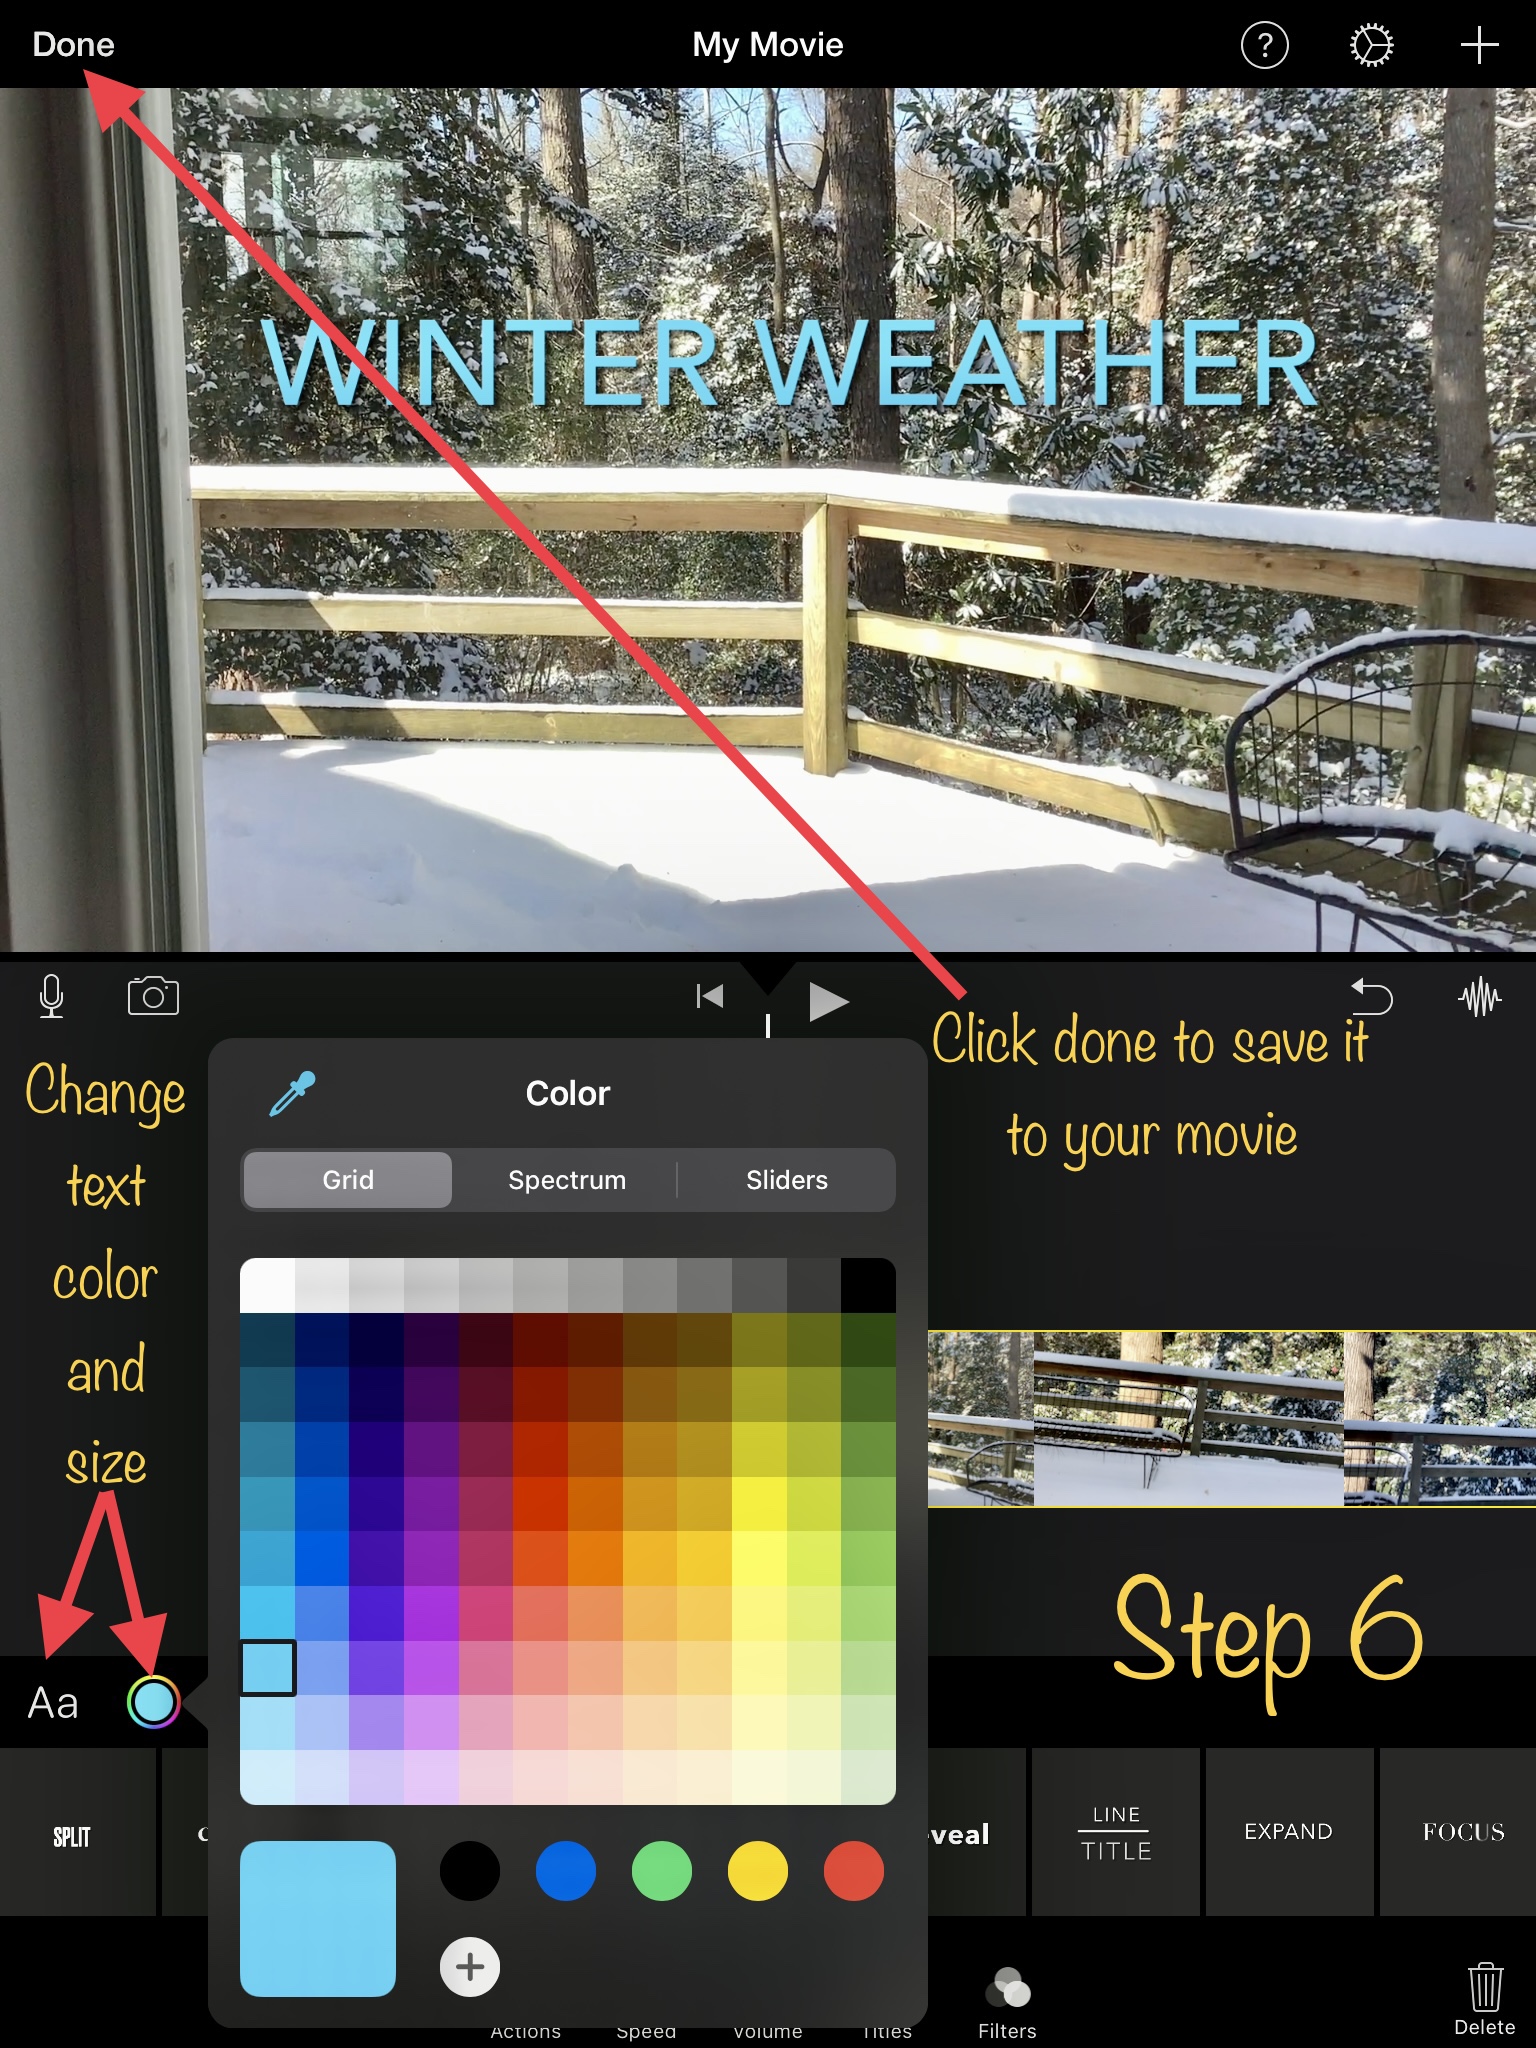 Done
My Movie
?
WINTER WEATHER
Click done to save it
to your movie
Change
text
color
and
size
Color
Grid
Spectrum
Sliders
Step 6
Aa
SPLIT
veal
LINE
TITLE
EXPAND
FOCUS
Actions
Speed
Volume
Titles
Filters
Delete